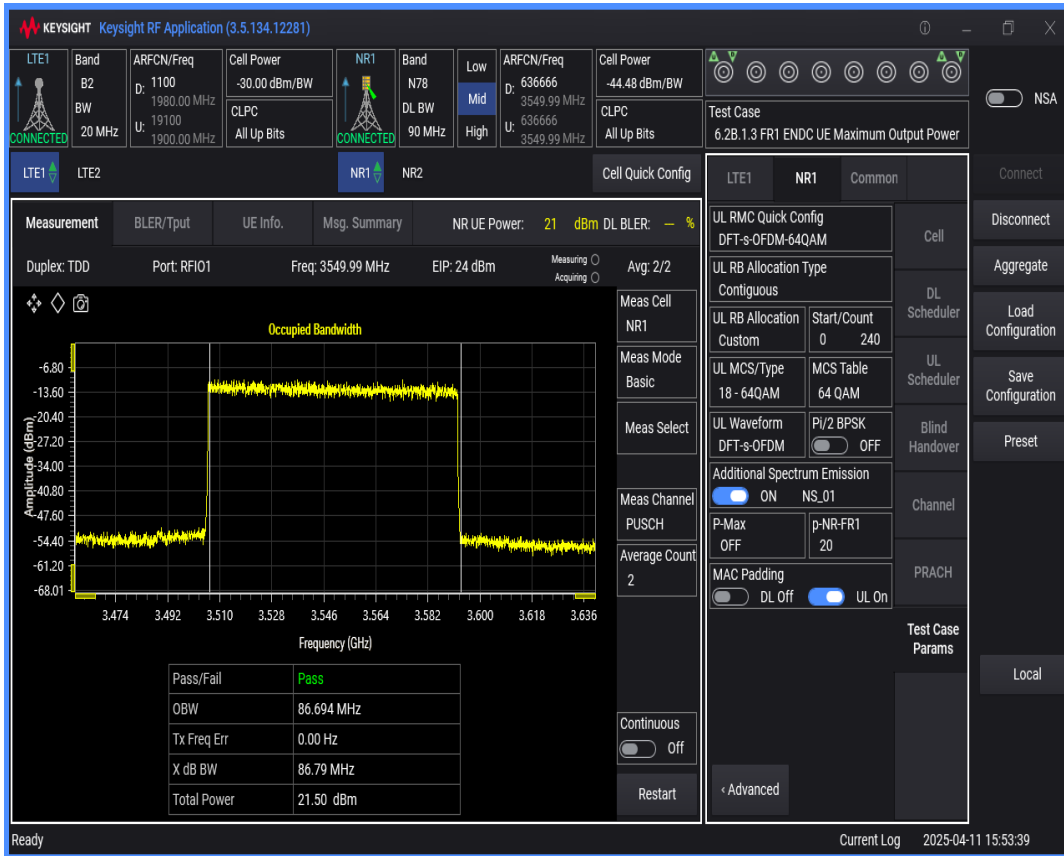 KEYSIGHT Keysight RF Application (3.5.134.12281)
LTE1 Band ARFCN/Freq Cell Power NR1 Band Low ARFCN/Freq Cell Power
B2 D: 1100 -30.00 dBm/BW N78 D: 636666 -44.48 dBm/BW
1980.00 MHz Mid 3549.99 MHz
BW U: 19100 CLPC DL BW U: 636666 CLPC
CONNECTED 20 MHz 1900.00 MHz All Up Bits CONNECTED 90 MHz High 3549.99 MHz All Up Bits
A V A V
Test Case
6.2B.1.3 FR1 ENDC UE Maximum Output Power
NSA
LTE1 LTE2 NR1 NR2 Cell Quick Config
Measurement BLER/Tput UE Info. Msg. Summary NR UE Power: 21 dBm DL BLER: — %
Duplex: TDD Port: RFIO1 Freq: 3549.99 MHz EIP: 24 dBm Measuring Acquiring Avg: 2/2
Occupied Bandwidth
Amplitude (dBm)
-6.80
-13.60
-20.40
-27.20
-34.00
-40.80
-47.60
-54.40
-61.20
-68.01
3.474 3.492 3.510 3.528 3.546 3.564 3.582 3.600 3.618 3.636
Frequency (GHz)
Pass/Fail Pass
OBW 86.694 MHz
Tx Freq Err 0.00 Hz
X dB BW 86.79 MHz
Total Power 21.50 dBm
Meas Cell
NR1
Meas Mode
Basic
Meas Select
Meas Channel
PUSCH
Average Count
2
Continuous
Off
Restart
LTE1 NR1 Common
UL RMC Quick Config
DFT-s-OFDM-64QAM
UL RB Allocation Type
Contiguous
UL RB Allocation Start/Count
Custom 0 240
UL MCS/Type MCS Table
18 - 64QAM 64 QAM
UL Waveform Pi/2 BPSK
DFT-s-OFDM OFF
Additional Spectrum Emission
ON NS_01
P-Max p-NR-FR1
OFF 20
MAC Padding
DL Off UL On
‹ Advanced
Cell
DL
Scheduler
UL
Scheduler
Blind
Handover
Channel
PRACH
Test Case
Params
Connect
Disconnect
Aggregate
Load
Configuration
Save
Configuration
Preset
Local
Ready Current Log 2025-04-11 15:53:39